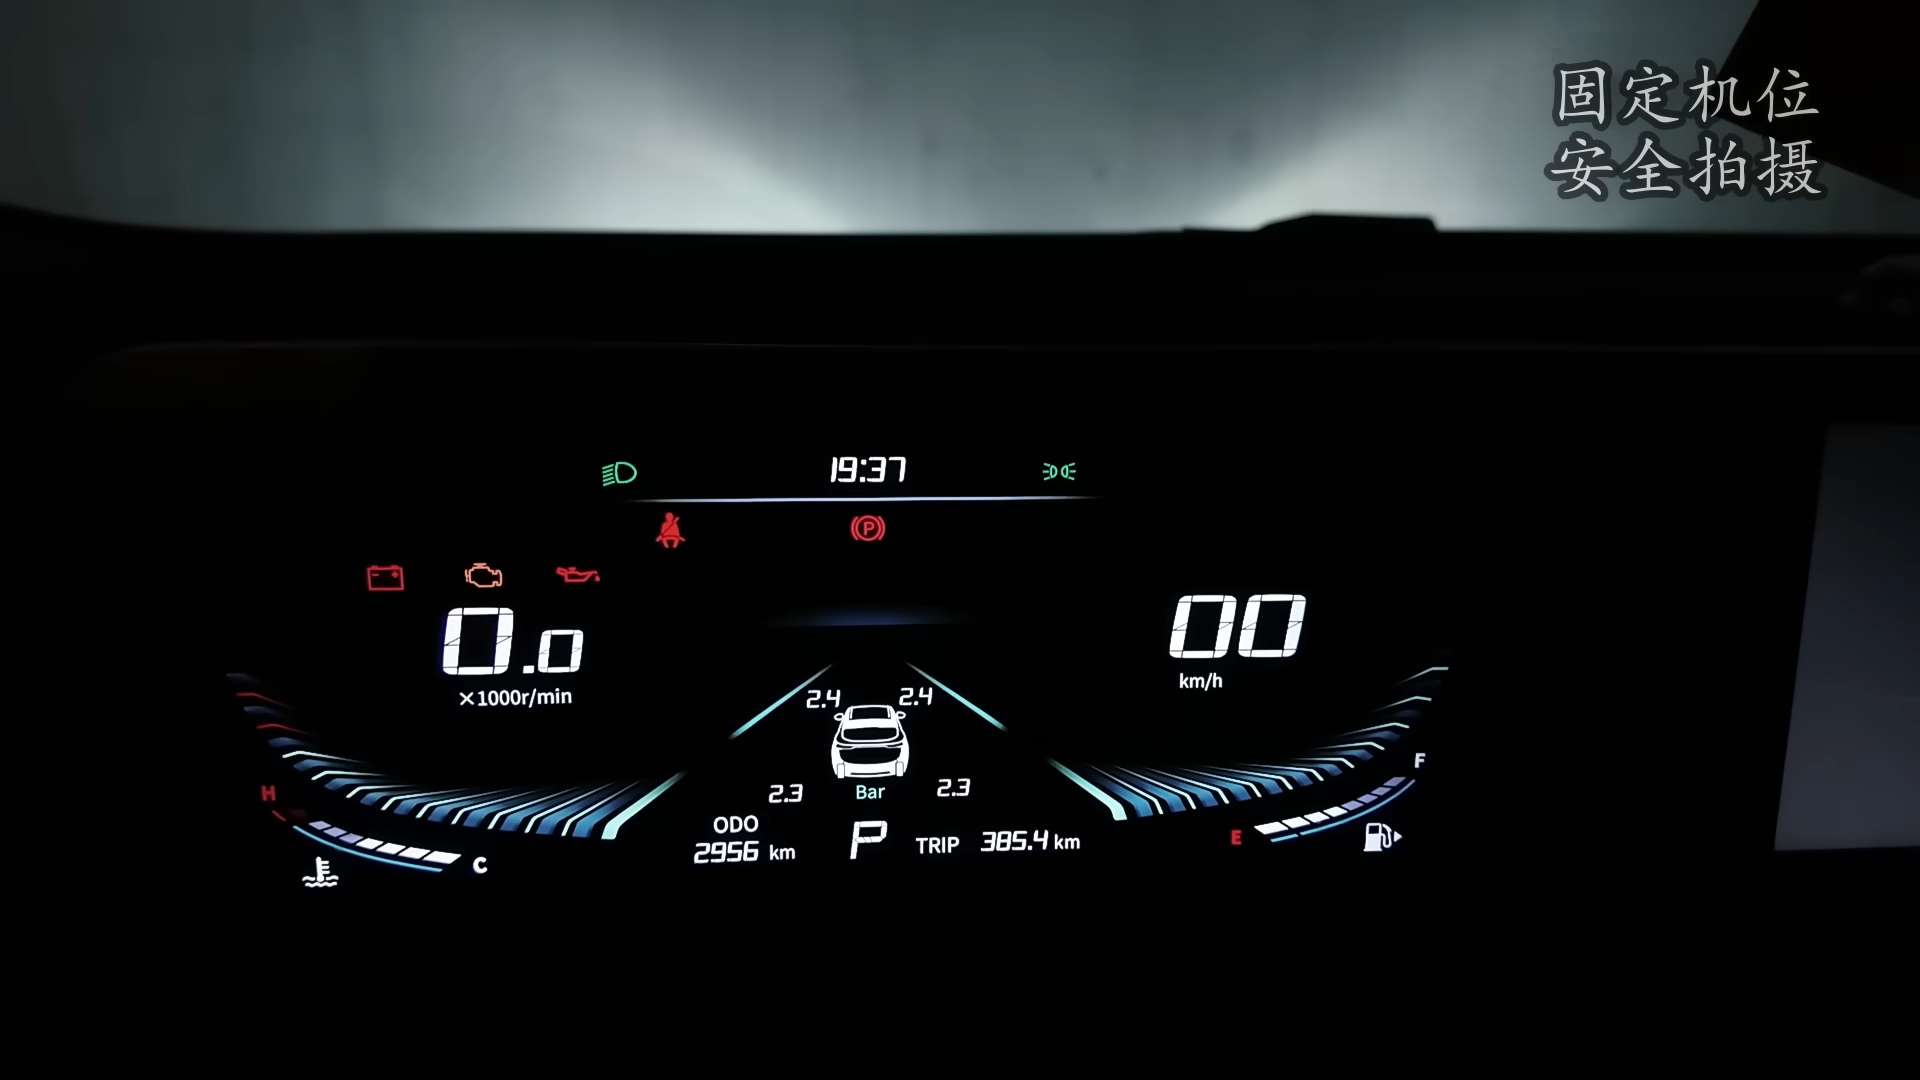 固定机位
安全拍摄
19:37
0.0
×1000r/min
00
km/h
2.4 2.4
2.3 Bar 2.3
H
C
ODO
2956 km
P
TRIP 385.4 km
E
F